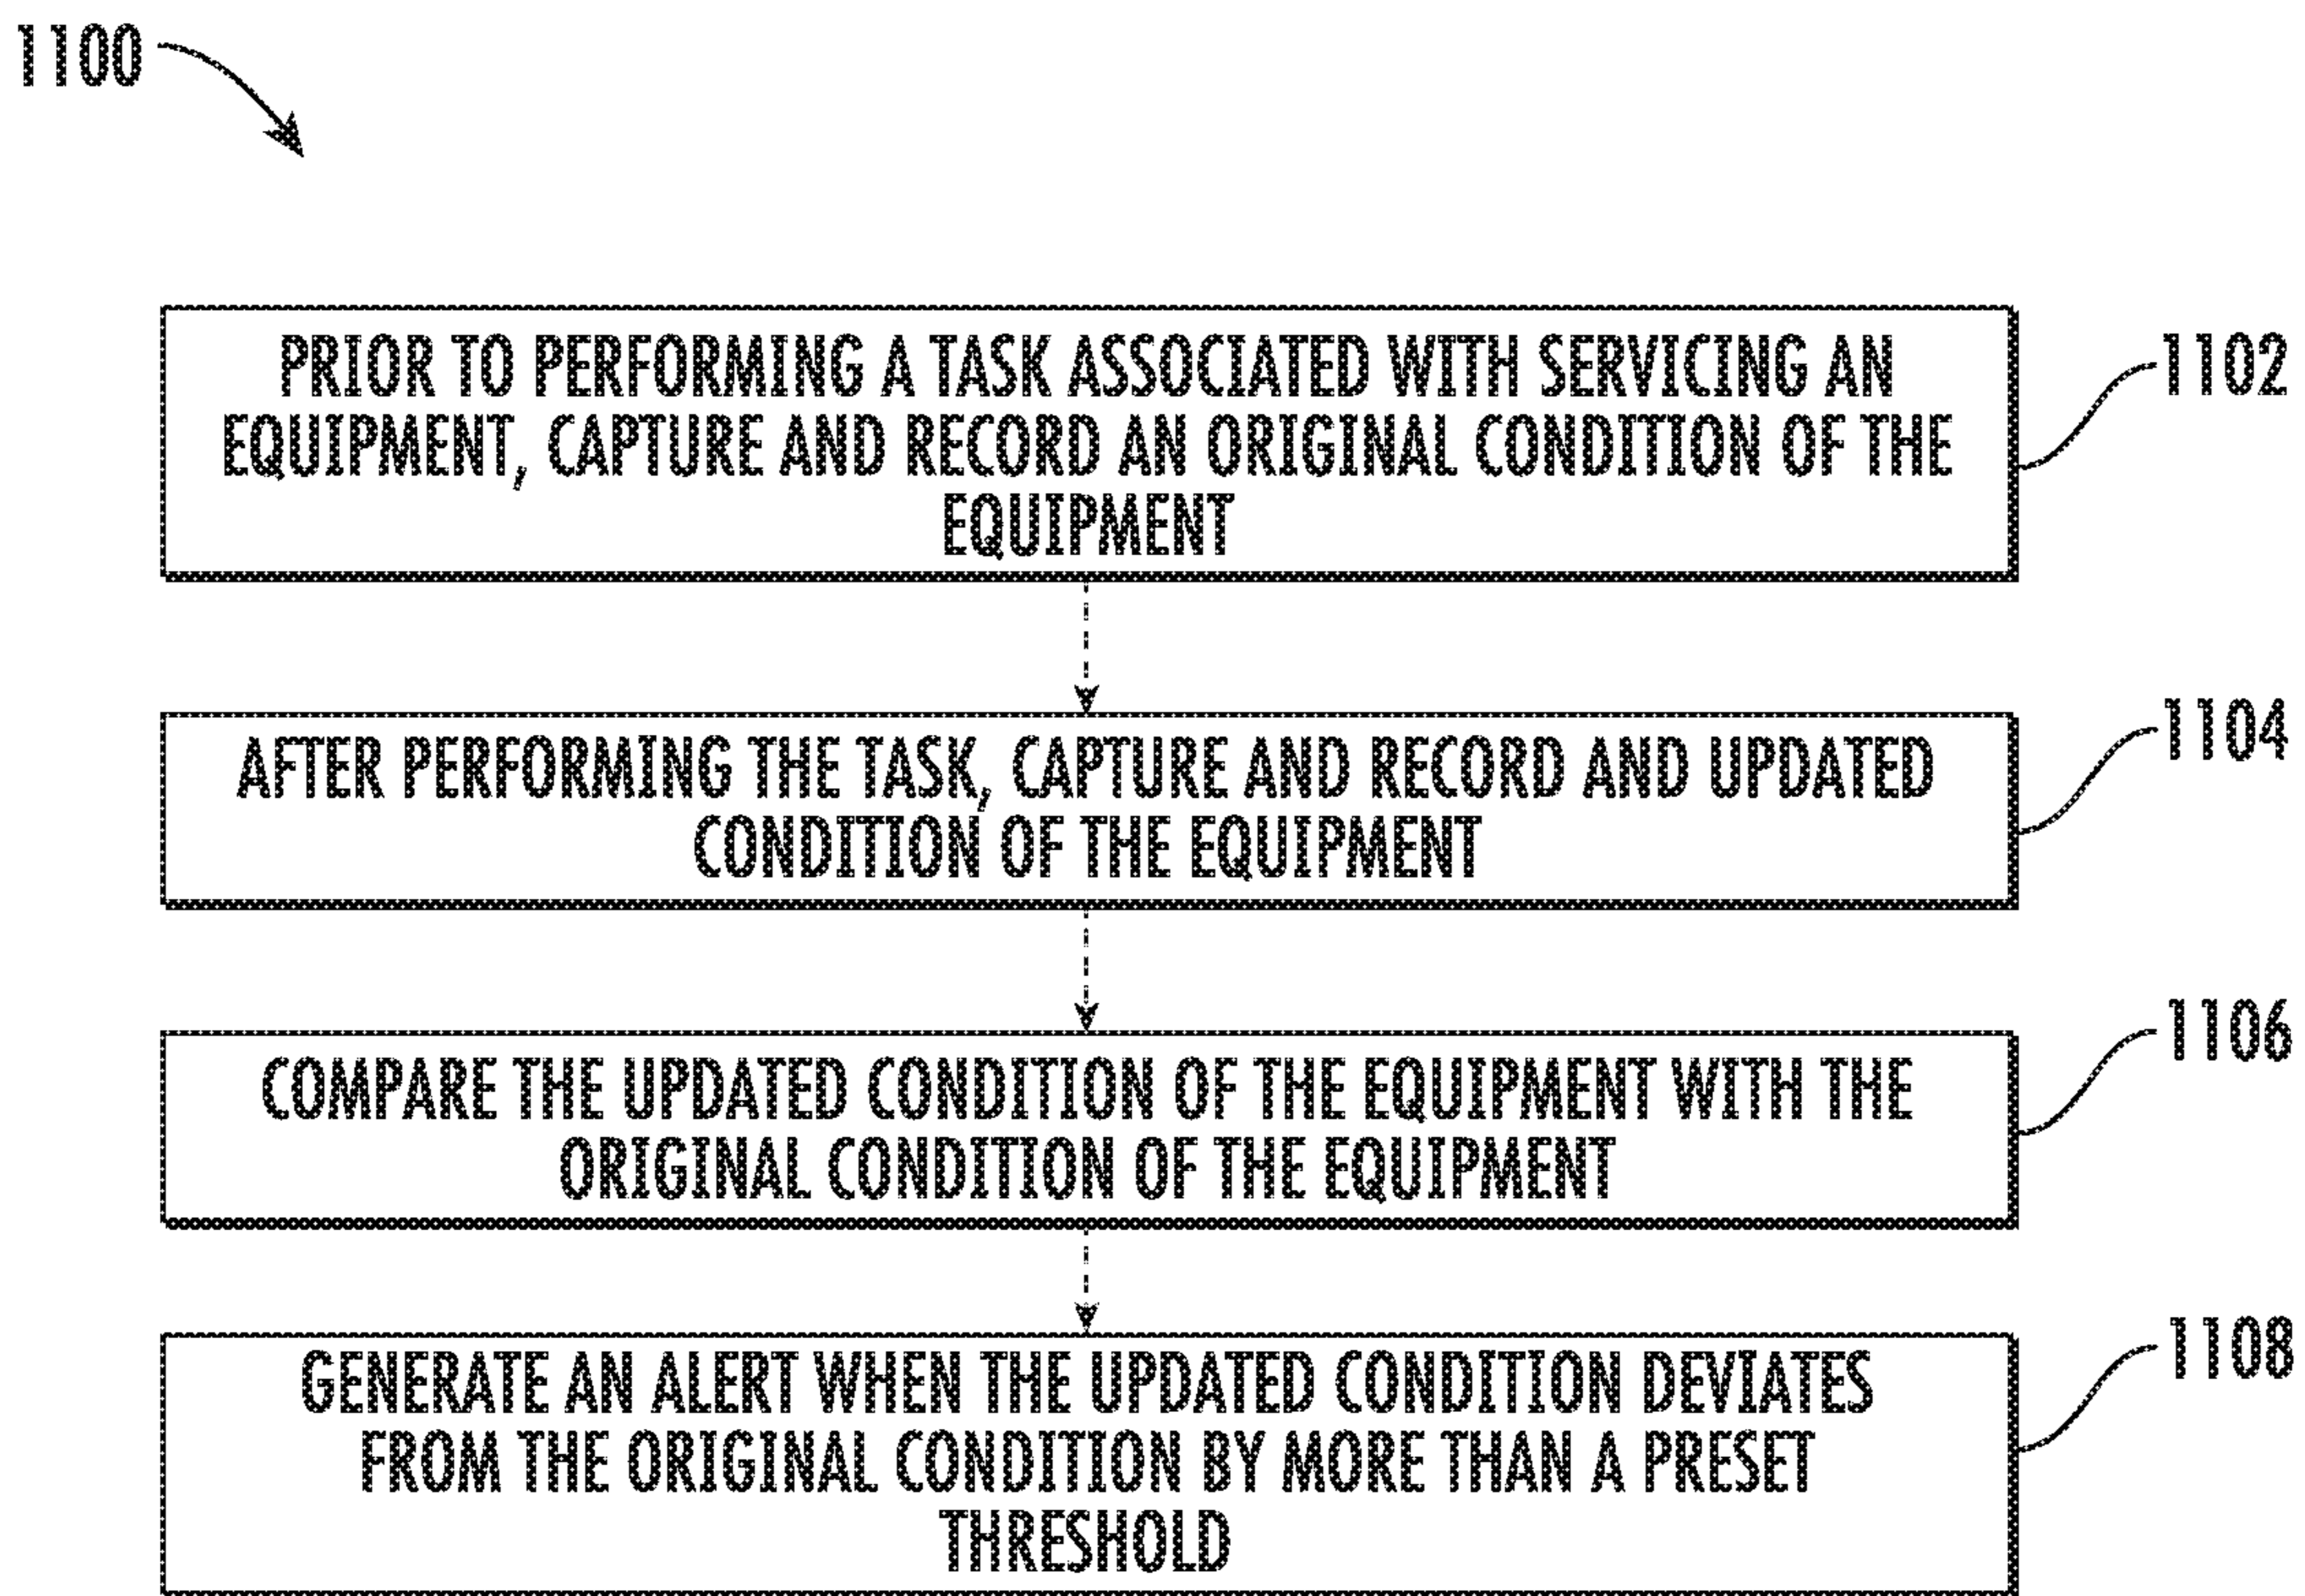 1100
PRIOR TO PERFORMING A TASK ASSOCIATED WITH SERVICING AN
EQUIPMENT, CAPTURE AND RECORD AN ORIGINAL CONDITION OF THE
EQUIPMENT
1102
AFTER PERFORMING THE TASK, CAPTURE AND RECORD AND UPDATED
CONDITION OF THE EQUIPMENT
1104
COMPARE THE UPDATED CONDITION OF THE EQUIPMENT WITH THE
ORIGINAL CONDITION OF THE EQUIPMENT
1106
GENERATE AN ALERT WHEN THE UPDATED CONDITION DEVIATES
FROM THE ORIGINAL CONDITION BY MORE THAN A PRESET
THRESHOLD
1108